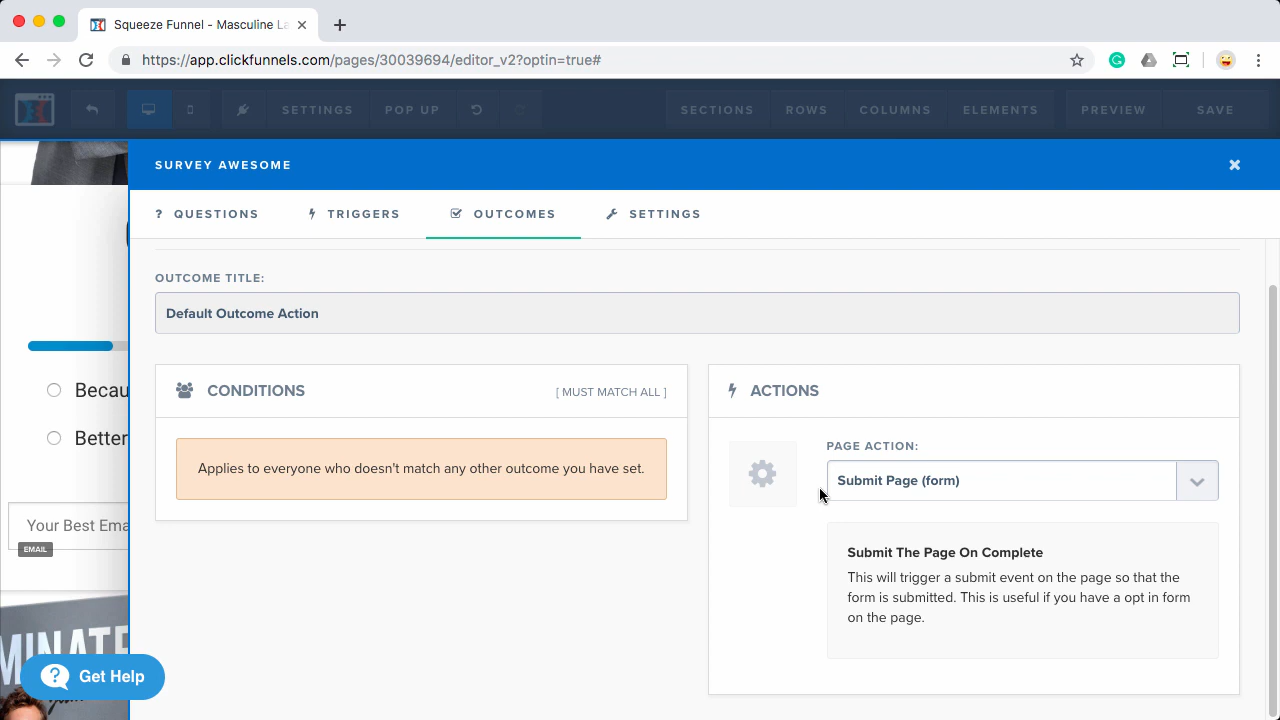 Squeeze Funnel - Masculine La
https://app.clickfunnels.com/pages/30039694/editor_v2?optin=true#
SETTINGS
POP UP
SECTIONS
ROWS
COLUMNS
ELEMENTS
PREVIEW
SAVE
SURVEY AWESOME
? QUESTIONS
TRIGGERS
OUTCOMES
SETTINGS
OUTCOME TITLE:
Default Outcome Action
CONDITIONS
[ MUST MATCH ALL ]
Applies to everyone who doesn't match any other outcome you have set.
ACTIONS
PAGE ACTION:
Submit Page (form)
Submit The Page On Complete
This will trigger a submit event on the page so that the
form is submitted. This is useful if you have a opt in form
on the page.
Becau
Better
Your Best Ema
EMAIL
MINATE
Get Help